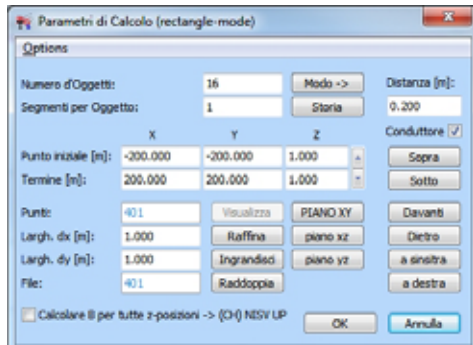 Parametri di Calcolo (rectangle-mode)
Options
Numero d'Oggetti: 16 Modo -> Distanza [m]:
Segmenti per Oggetto: 1 Storia 0.200
X Y Z Conduttore
Punto iniziale [m]: -200.000 -200.000 1.000 Sopra
Termine [m]: 200.000 200.000 1.000 Sotto
Punti: 401 Visualizza PIANO XY Davanti
Largh. dx [m]: 1.000 Raffina piano xz Dietro
Largh. dy [m]: 1.000 Ingrandisci piano yz a sinsitra
File: 401 Raddoppia a destra
Calcolare B per tutte z-posizioni -> (CH) NISV UP OK Annulla